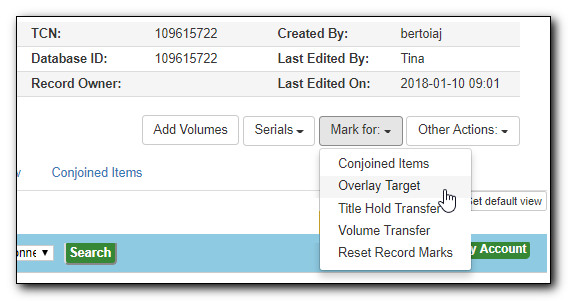 TCN: 109615722 Created By: bertoiaj
Database ID: 109615722 Last Edited By: Tina
Record Owner: Last Edited On: 2018-01-10 09:01
Add Volumes Serials Mark for: Other Actions:
Conjoined Items
Conjoined Items
Overlay Target
Set default view
Title Hold Transfer
Volume Transfer
Search
Account
Reset Record Marks